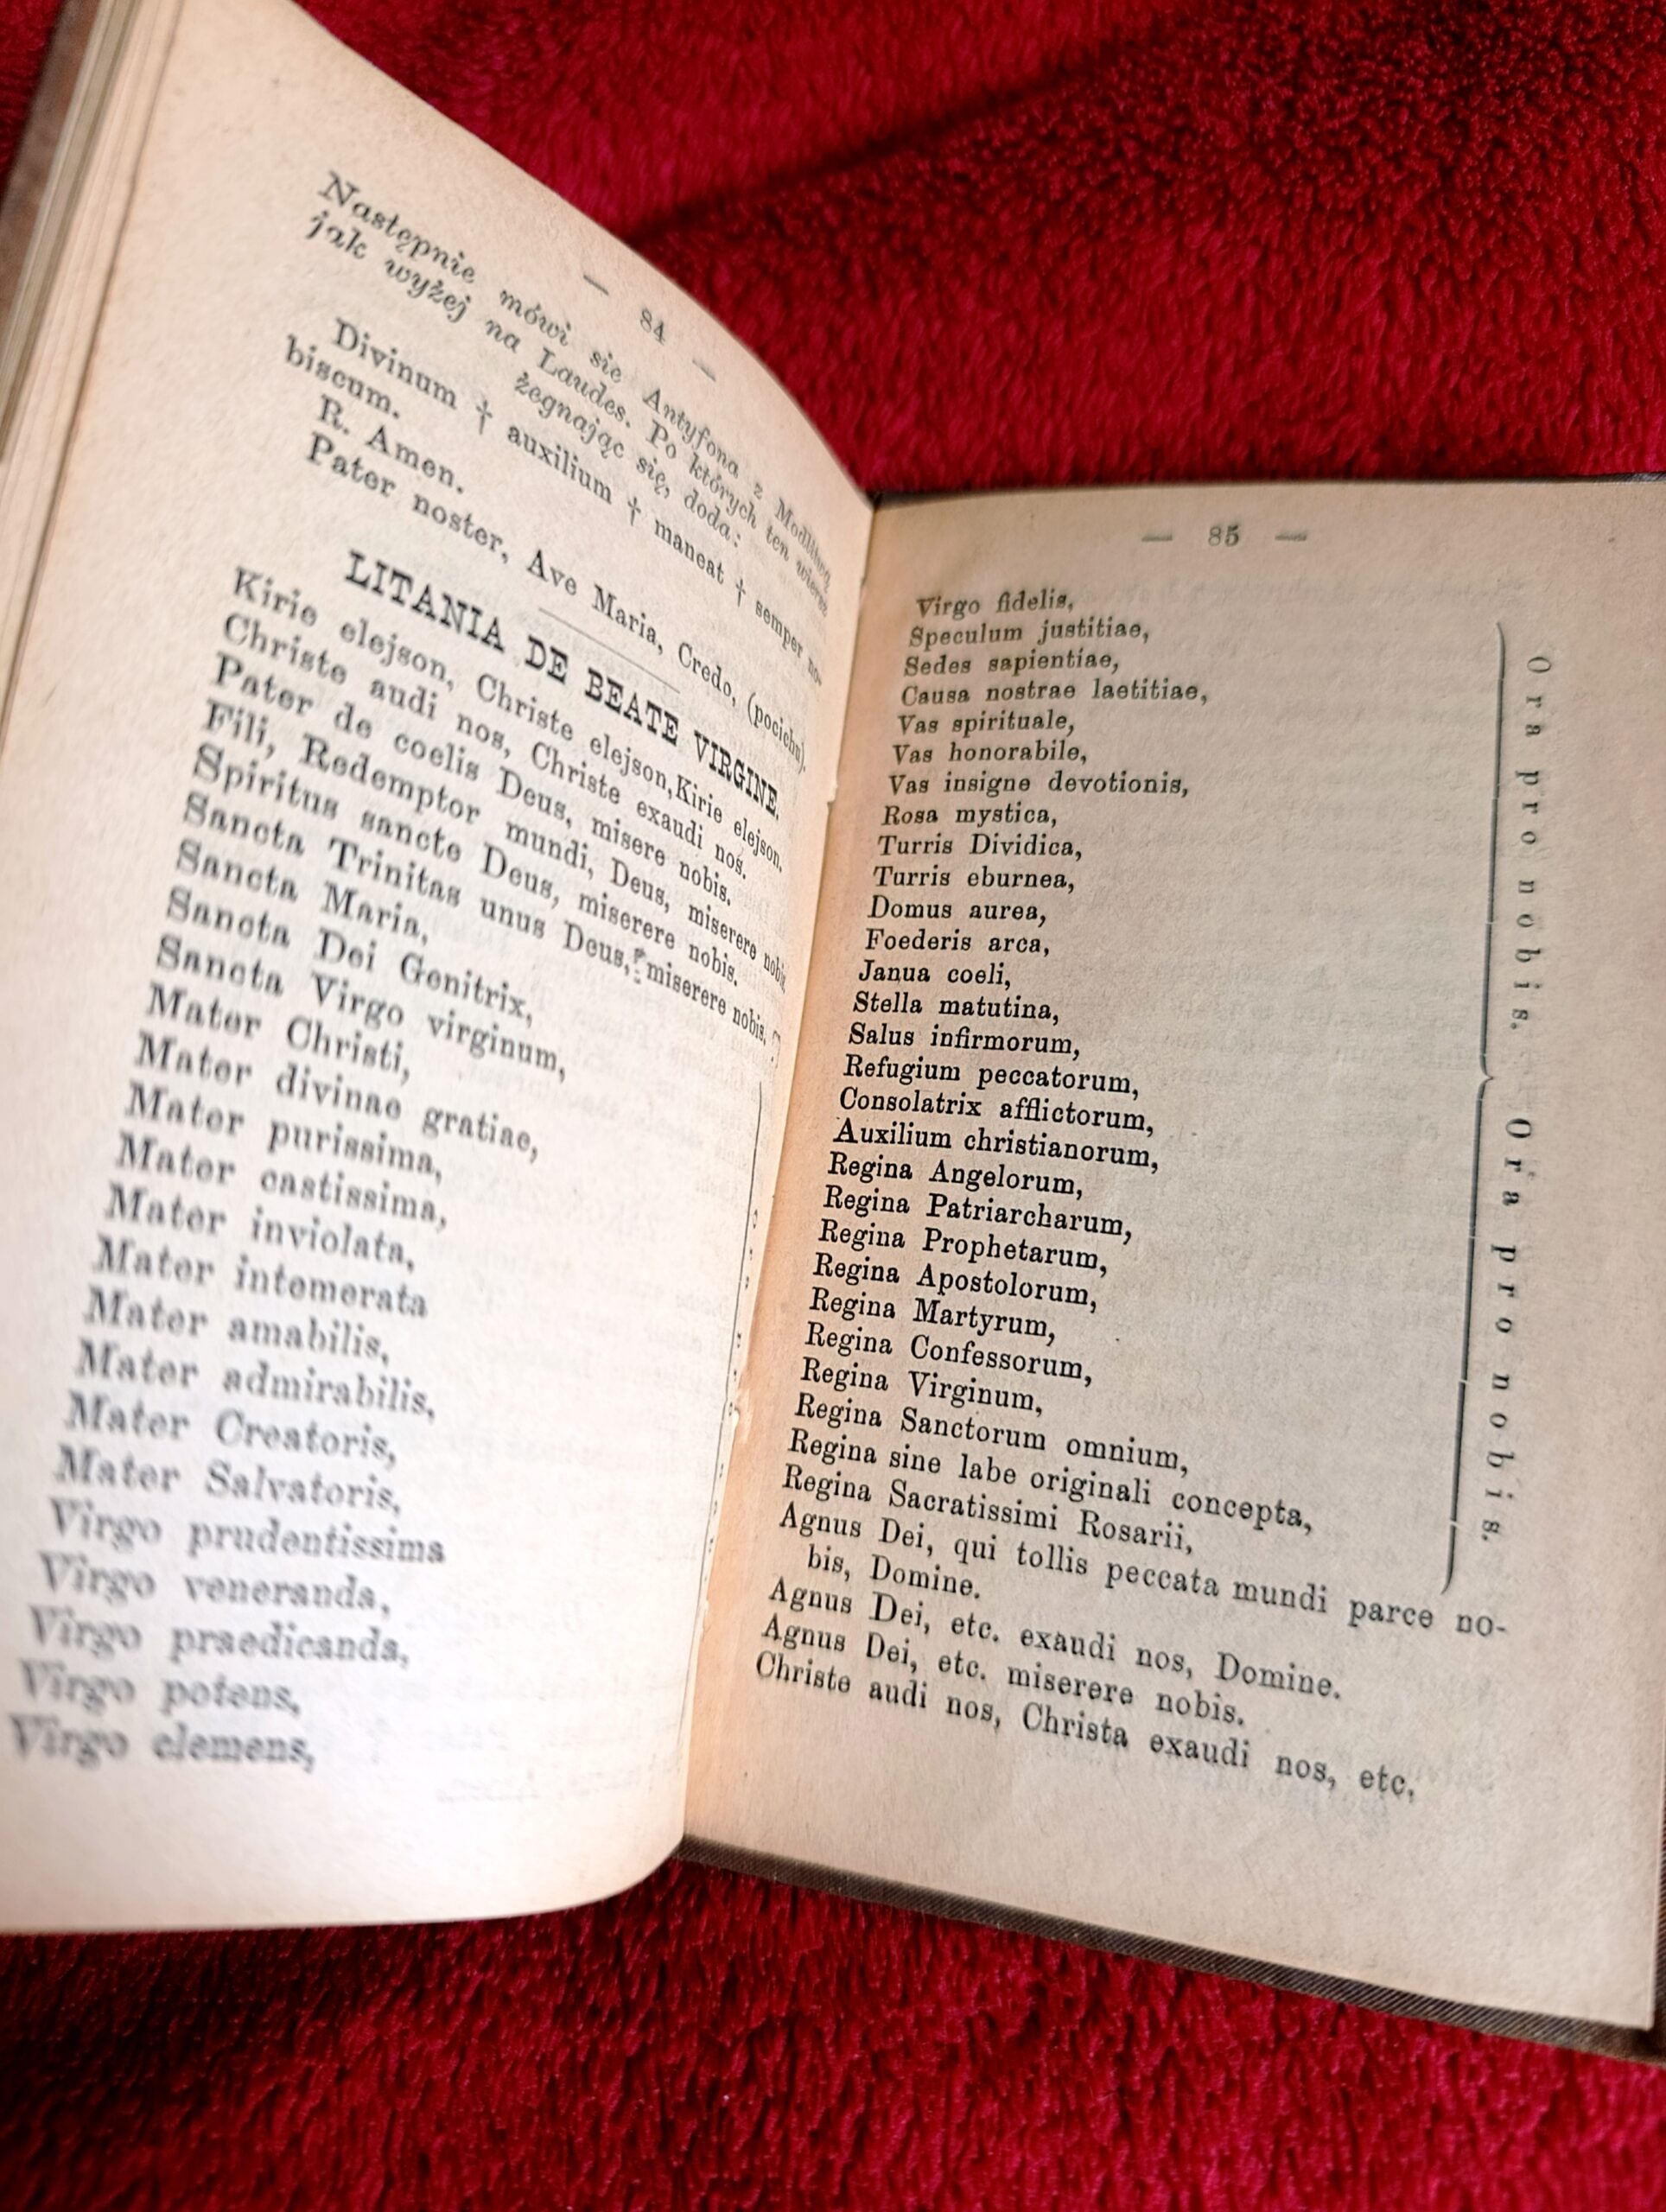 — 84 —
Następnie mówi się Antyfona z Modlitwą
jak wyżej na Laudes. Po których ten wiersz
żegnając się, doda:
Divinum † auxilium † maneat † semper no-
biscum.
R. Amen.
Pater noster, Ave Maria, Credo, (pocichu).
LITANIA DE BEATE VIRGINE.
Kirie elejson, Christe elejson, Kirie elejson.
Christe audi nos, Christe exaudi nos.
Pater de coelis Deus, misere nobis.
Fili, Redemptor mundi, Deus, miserere nobis.
Spiritus sancte Deus, miserere nobis.
Sancta Trinitas unus Deus, miserere nobis.
Sancta Maria,
Sancta Dei Genitrix,
Sancta Virgo virginum,
Mater Christi,
Mater divinae gratiae,
Mater purissima,
Mater castissima,
Mater inviolata,
Mater intemerata
Mater amabilis,
Mater admirabilis,
Mater Creatoris,
Mater Salvatoris,
Virgo prudentissima
Virgo veneranda,
Virgo praedicanda,
Virgo potens,
Virgo clemens,
— 85 —
Virgo fidelis,
Speculum justitiae,
Sedes sapientiae,
Causa nostrae laetitiae,
Vas spirituale,
Vas honorabile,
Vas insigne devotionis,
Rosa mystica,
Turris Dividica,
Turris eburnea,
Domus aurea,
Foederis arca,
Janua coeli,
Stella matutina,
Salus infirmorum,
Refugium peccatorum,
Consolatrix afflictorum,
Auxilium christianorum,
Regina Angelorum,
Regina Patriarcharum,
Regina Prophetarum,
Regina Apostolorum,
Regina Martyrum,
Regina Confessorum,
Regina Virginum,
Regina Sanctorum omnium,
Regina sine labe originali concepta,
Regina Sacratissimi Rosarii,
Ora pro nobis. Ora pro nobis.
Agnus Dei, qui tollis peccata mundi parce no-
bis, Domine.
Agnus Dei, etc. exaudi nos, Domine.
Agnus Dei, etc. miserere nobis.
Christe audi nos, Christa exaudi nos, etc.